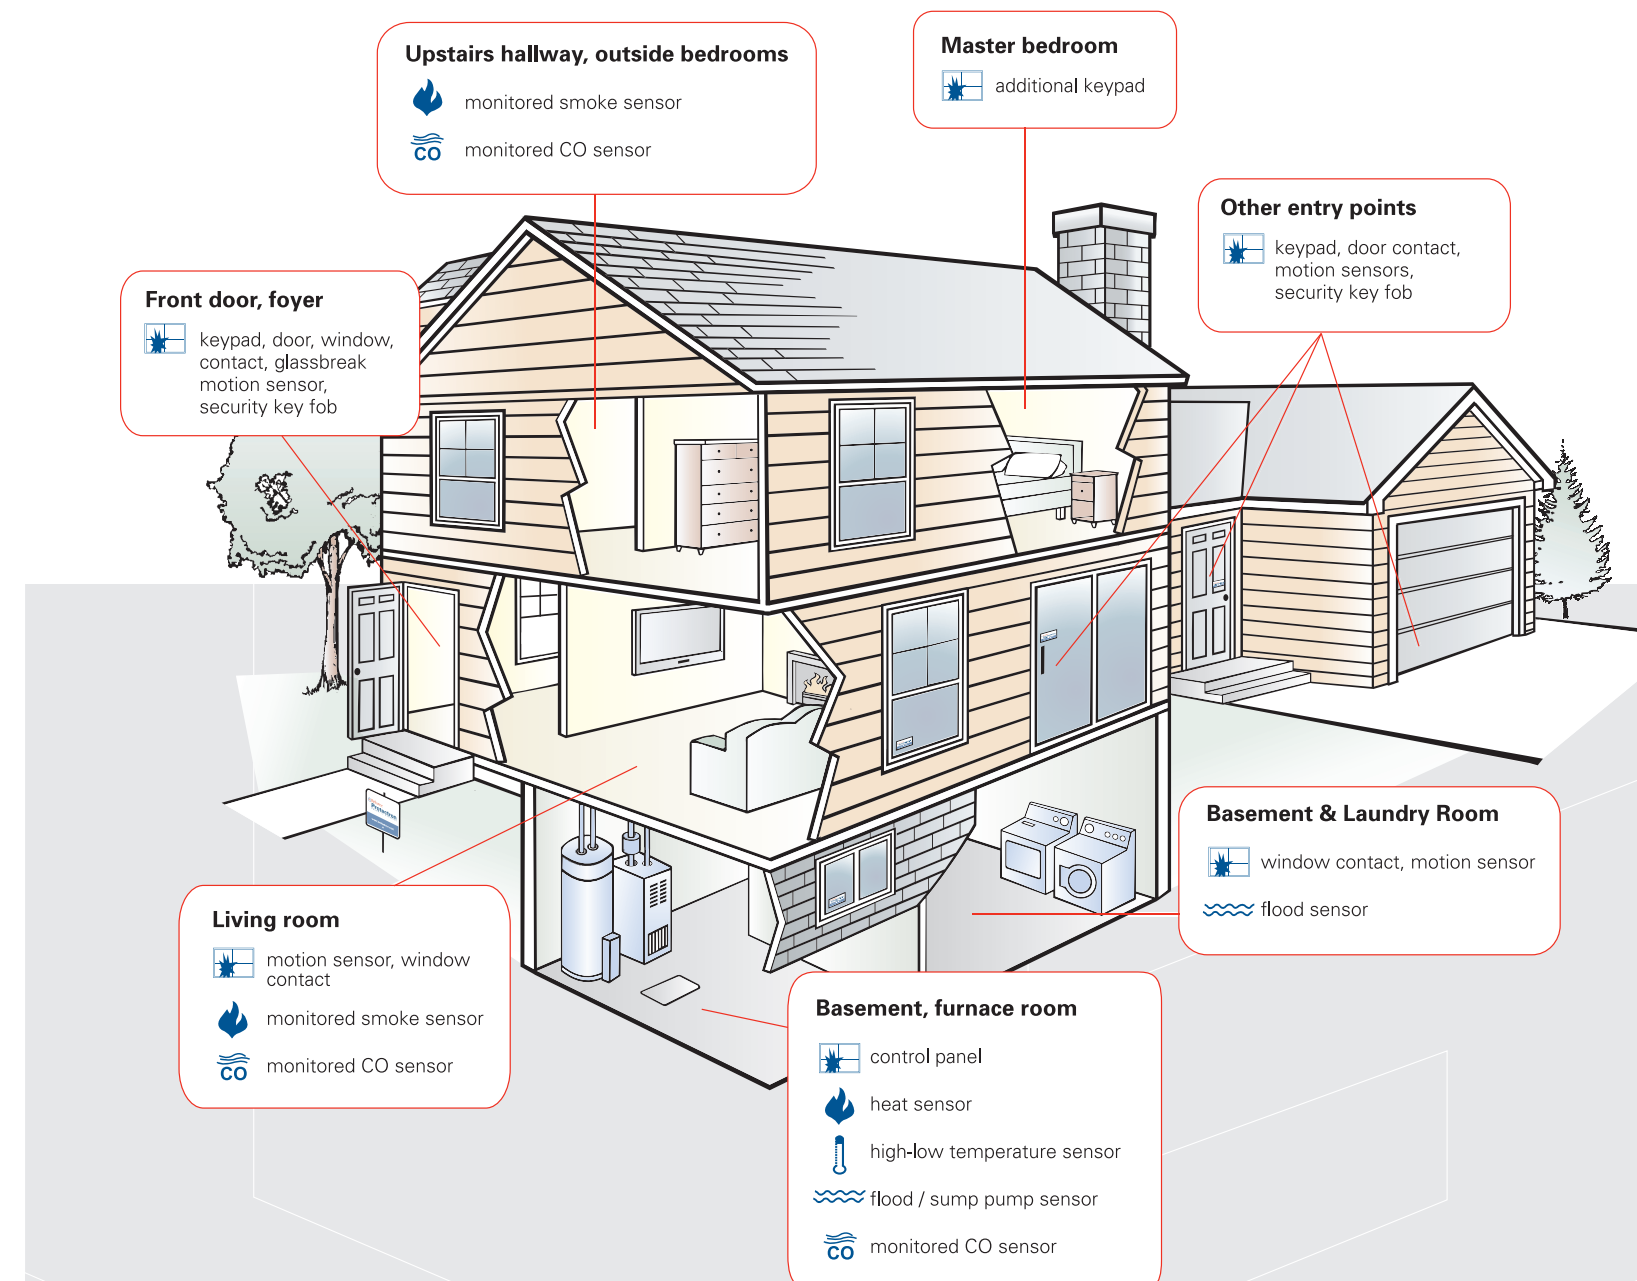 Upstairs hallway, outside bedrooms
monitored smoke sensor
CO
monitored CO sensor
Master bedroom
additional keypad
Other entry points
keypad, door contact,
motion sensors,
security key fob
Front door, foyer
keypad, door, window,
contact, glassbreak
motion sensor,
security key fob
Protectron
Basement & Laundry Room
window contact, motion sensor
flood sensor
Living room
motion sensor, window
contact
monitored smoke sensor
CO
monitored CO sensor
Basement, furnace room
control panel
heat sensor
high-low temperature sensor
flood / sump pump sensor
CO
monitored CO sensor